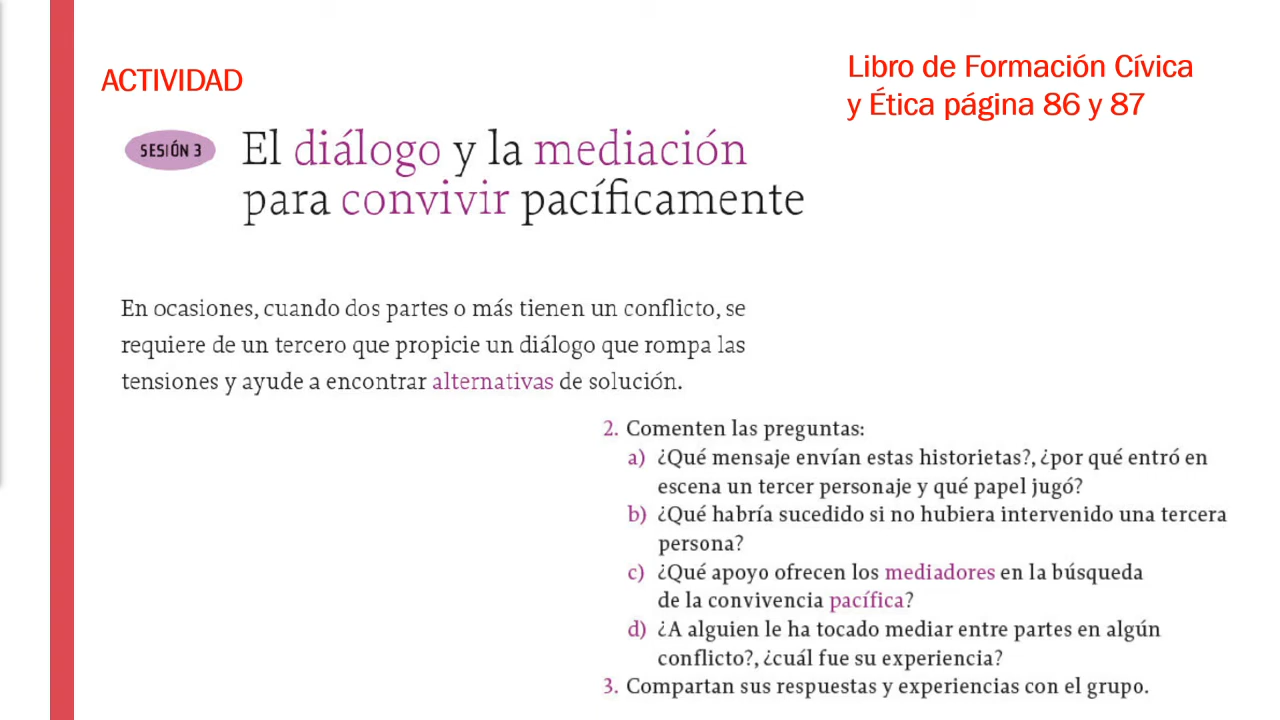 ACTIVIDAD
Libro de Formación Cívica
y Ética página 86 y 87
SESIÓN 3
El diálogo y la mediación
para convivir pacíficamente
En ocasiones, cuando dos partes o más tienen un conflicto, se
requiere de un tercero que propicie un diálogo que rompa las
tensiones y ayude a encontrar alternativas de solución.
2. Comenten las preguntas:
a) ¿Qué mensaje envían estas historietas?, ¿por qué entró en
escena un tercer personaje y qué papel jugó?
b) ¿Qué habría sucedido si no hubiera intervenido una tercera
persona?
c) ¿Qué apoyo ofrecen los mediadores en la búsqueda
de la convivencia pacífica?
d) ¿A alguien le ha tocado mediar entre partes en algún
conflicto?, ¿cuál fue su experiencia?
3. Compartan sus respuestas y experiencias con el grupo.